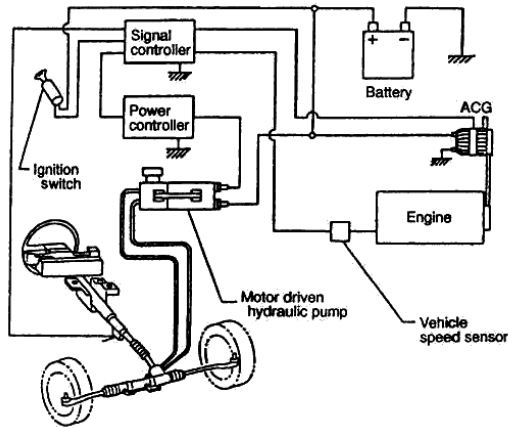 Signal
controller
+ −
Battery
ACG
Power
controller
Ignition
switch
Engine
Motor driven
hydraulic pump
Vehicle
speed sensor